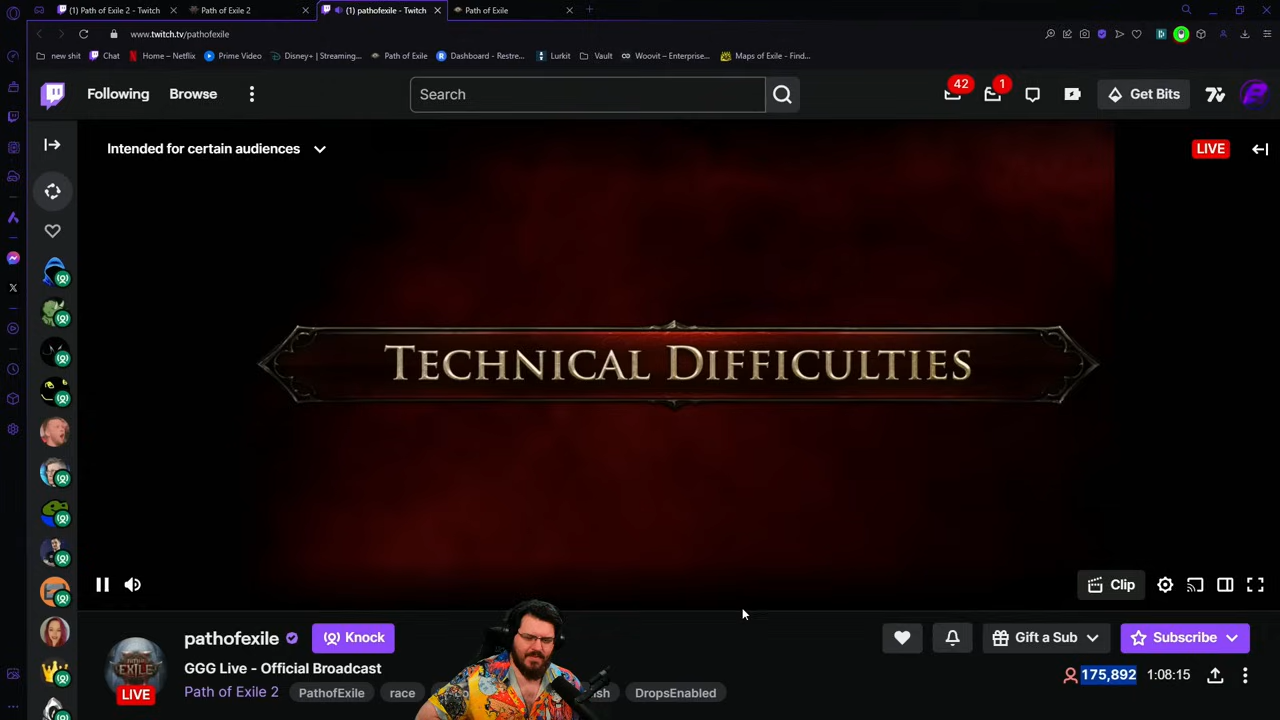 (1) Path of Exile 2 - Twitch
Path of Exile 2
(1) pathofexile - Twitch
Path of Exile
www.twitch.tv/pathofexile
new shit
Chat
Home – Netflix
Prime Video
Disney+ | Streaming...
Path of Exile
Dashboard - Restre...
Lurkit
Vault
Woovit – Enterprise...
Maps of Exile - Find...
Following
Browse
Search
42
1
Get Bits
Intended for certain audiences
LIVE
TECHNICAL DIFFICULTIES
Clip
pathofexile
Knock
Gift a Sub
Subscribe
GGG Live - Official Broadcast
175,892
1:08:15
EXILE
LIVE
Path of Exile 2
PathofExile
race
DropsEnabled